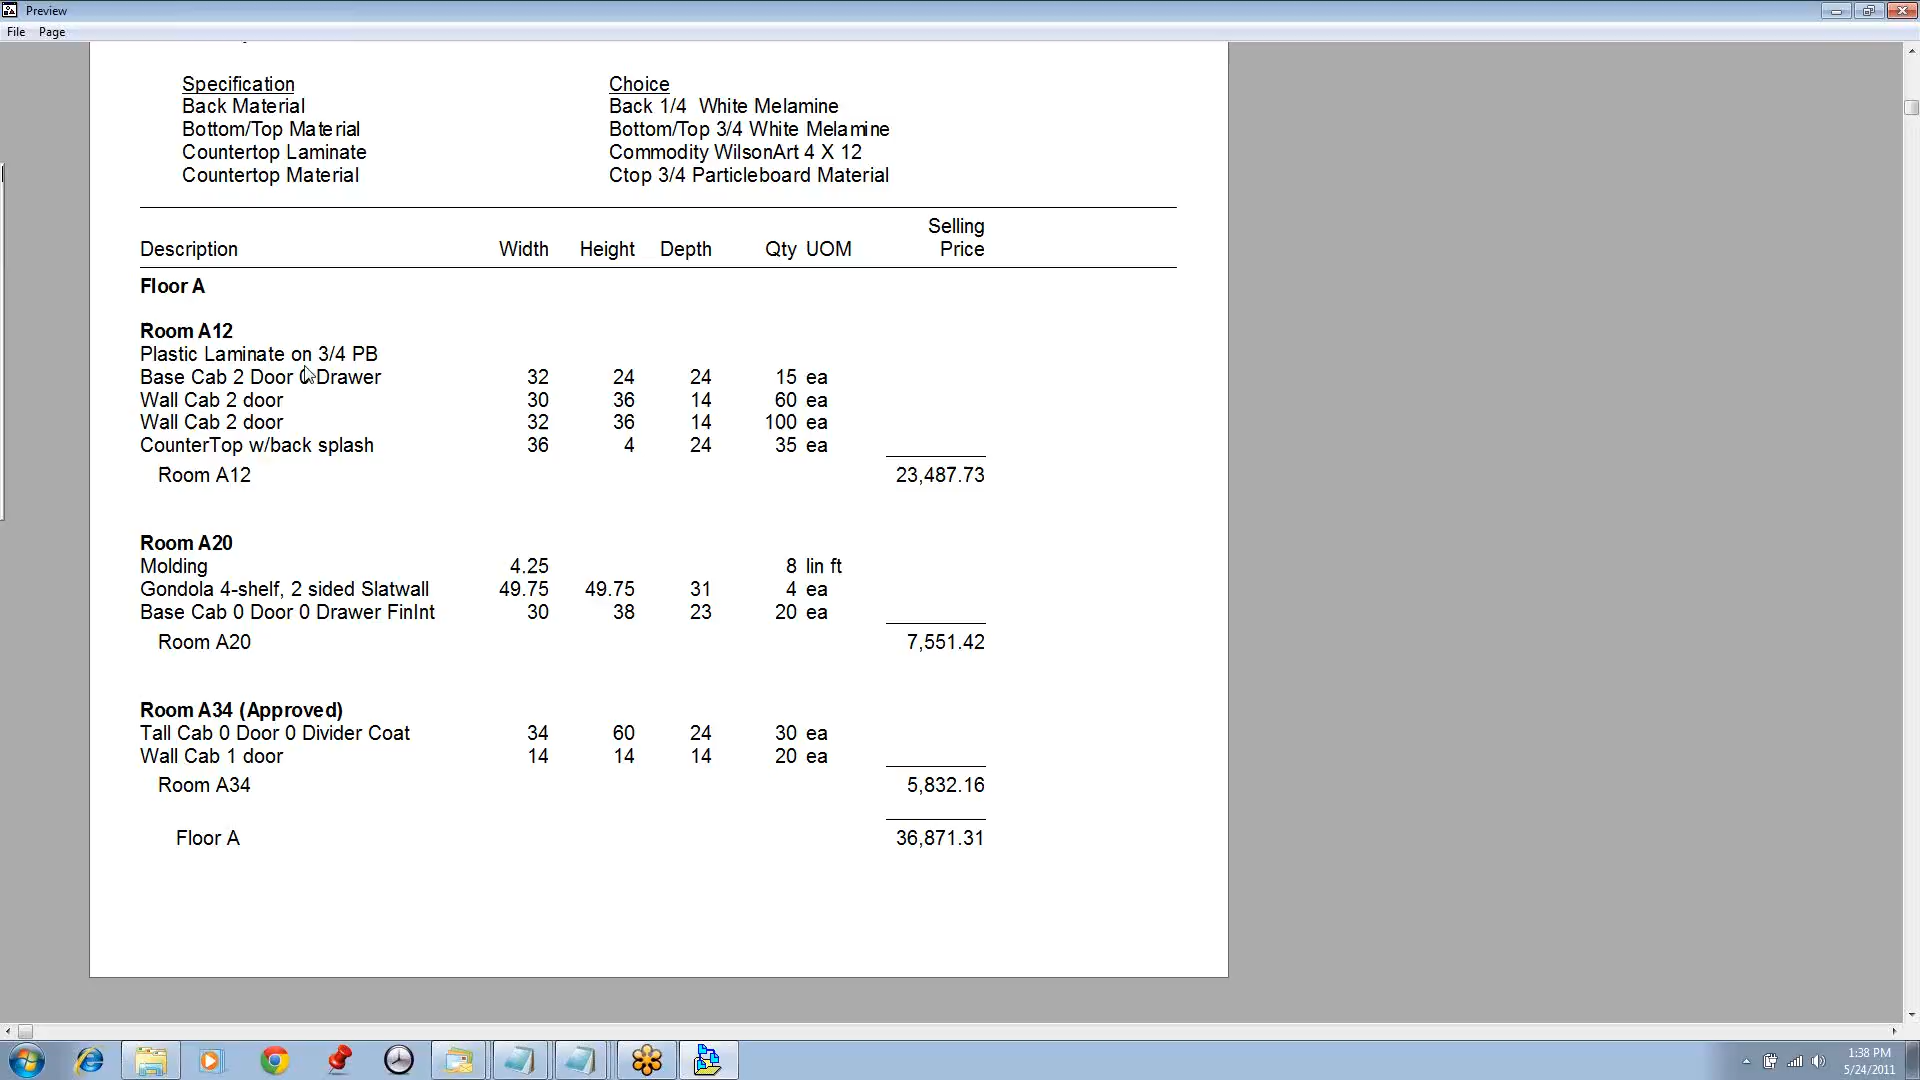 Preview
File Page
Specification Choice
Back Material Back 1/4 White Melamine
Bottom/Top Material Bottom/Top 3/4 White Melamine
Countertop Laminate Commodity WilsonArt 4 X 12
Countertop Material Ctop 3/4 Particleboard Material
Selling
Description Width Height Depth Qty UOM Price
Floor A
Room A12
Plastic Laminate on 3/4 PB
Base Cab 2 Door 0 Drawer 32 24 24 15 ea
Wall Cab 2 door 30 36 14 60 ea
Wall Cab 2 door 32 36 14 100 ea
CounterTop w/back splash 36 4 24 35 ea
Room A12 23,487.73
Room A20
Molding 4.25 8 lin ft
Gondola 4-shelf, 2 sided Slatwall 49.75 49.75 31 4 ea
Base Cab 0 Door 0 Drawer FinInt 30 38 23 20 ea
Room A20 7,551.42
Room A34 (Approved)
Tall Cab 0 Door 0 Divider Coat 34 60 24 30 ea
Wall Cab 1 door 14 14 14 20 ea
Room A34 5,832.16
Floor A 36,871.31
1:38 PM
5/24/2011